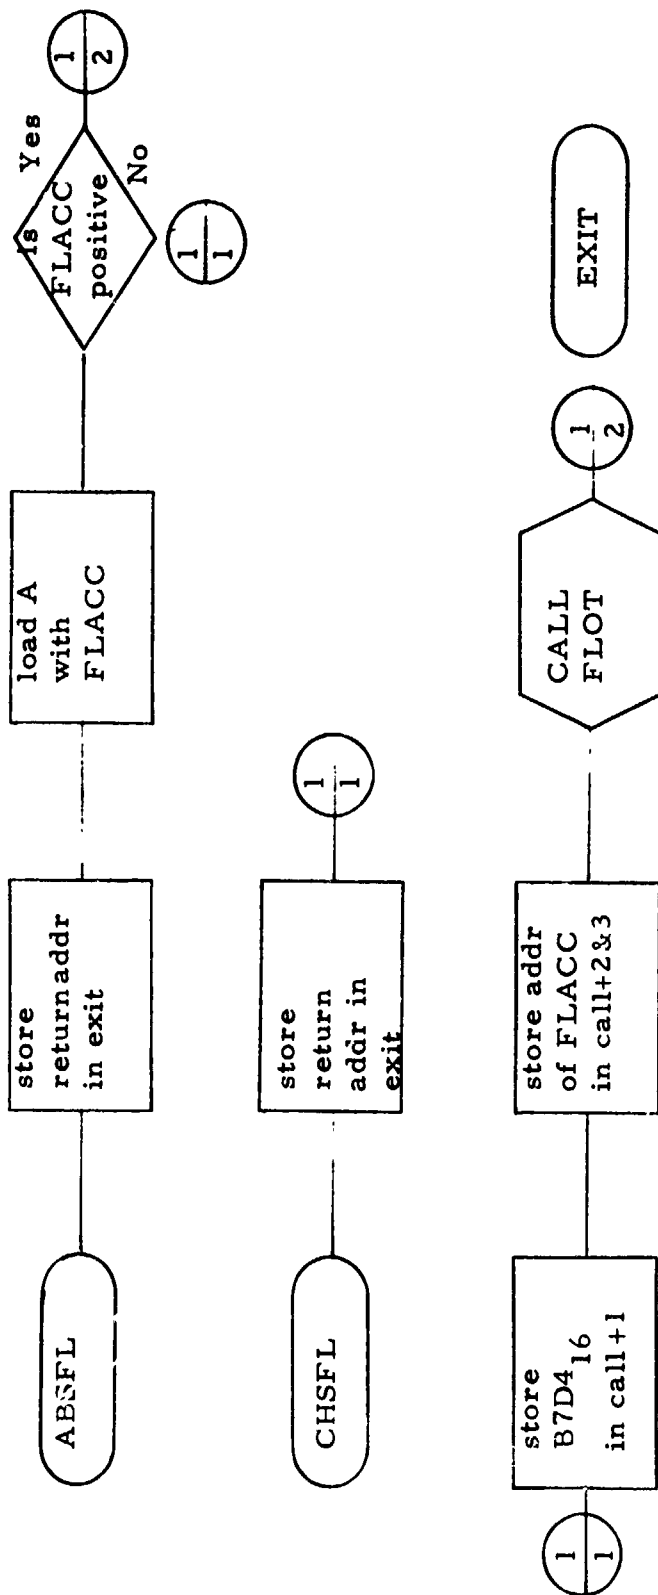 ABSFL
store
returnaddr
in exit
load A
with
FLACC
is
FLACC
positive
Yes
No
1
2
1
1
CHSFL
store
return
addr in
exit
1
1
1
1
store
B7D4₁₆
in call+1
store addr
of FLACC
in call+2&3
CALL
FLOT
1
2
EXIT